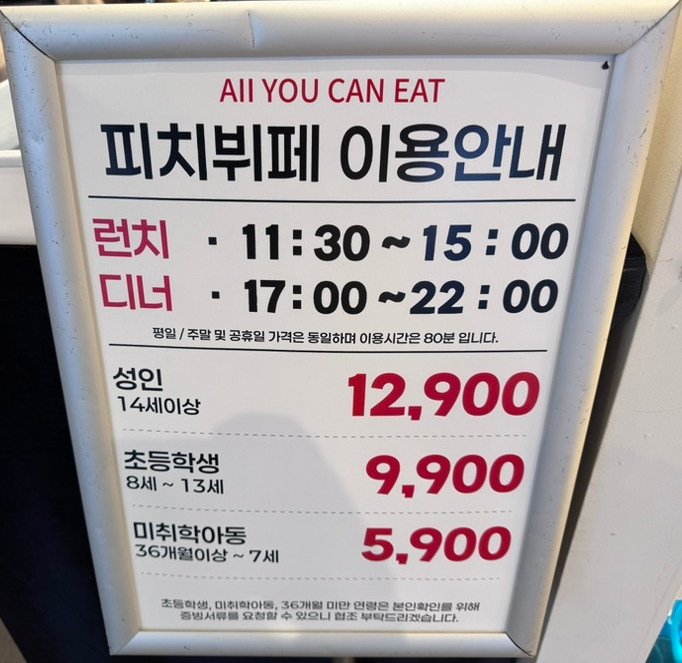 All YOU CAN EAT
피치뷔페 이용안내
런치 · 11:30 ~ 15:00
디너 · 17:00 ~ 22:00
평일 / 주말 및 공휴일 가격은 동일하며 이용시간은 80분 입니다.
성인 12,900
14세이상
초등학생 9,900
8세 ~ 13세
미취학아동 5,900
36개월이상 ~ 7세
초등학생, 미취학아동, 36개월 미만 연령은 본인확인를 위해
증빙서류를 요청할 수 있으니 협조 부탁드리겠습니다.